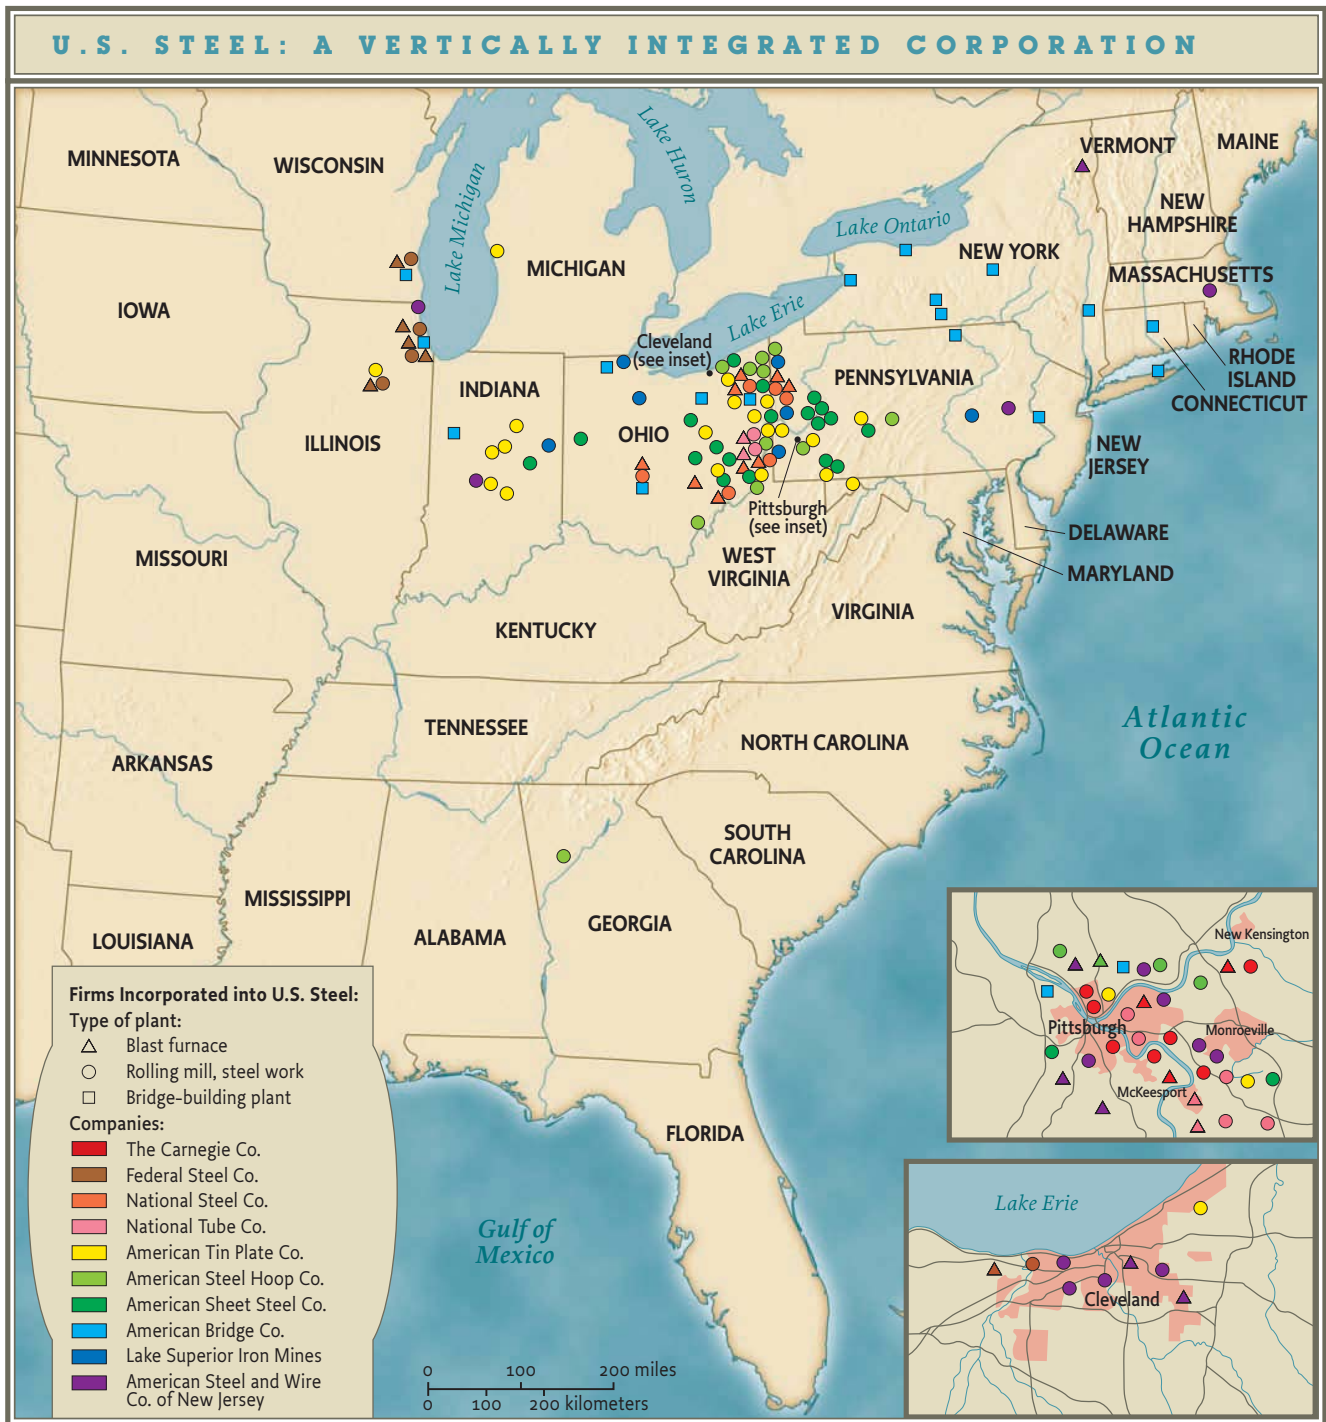 U.S. STEEL: A VERTICALLY INTEGRATED CORPORATION
MINNESOTA
WISCONSIN
Lake Michigan
Lake Huron
VERMONT
MAINE
NEW
HAMPSHIRE
Lake Ontario
NEW YORK
MICHIGAN
MASSACHUSETTS
IOWA
Lake Erie
Cleveland
(see inset)
RHODE
ISLAND
CONNECTICUT
PENNSYLVANIA
INDIANA
ILLINOIS
OHIO
NEW
JERSEY
Pittsburgh
(see inset)
DELAWARE
MARYLAND
MISSOURI
WEST
VIRGINIA
VIRGINIA
KENTUCKY
TENNESSEE
NORTH CAROLINA
Atlantic
Ocean
ARKANSAS
SOUTH
CAROLINA
MISSISSIPPI
ALABAMA
GEORGIA
LOUISIANA
FLORIDA
Gulf of
Mexico
Firms Incorporated into U.S. Steel:
Type of plant:
Blast furnace
Rolling mill, steel work
Bridge-building plant
Companies:
The Carnegie Co.
Federal Steel Co.
National Steel Co.
National Tube Co.
American Tin Plate Co.
American Steel Hoop Co.
American Sheet Steel Co.
American Bridge Co.
Lake Superior Iron Mines
American Steel and Wire
Co. of New Jersey
0 100 200 miles
0 100 200 kilometers
New Kensington
Pittsburgh
Monroeville
McKeesport
Lake Erie
Cleveland